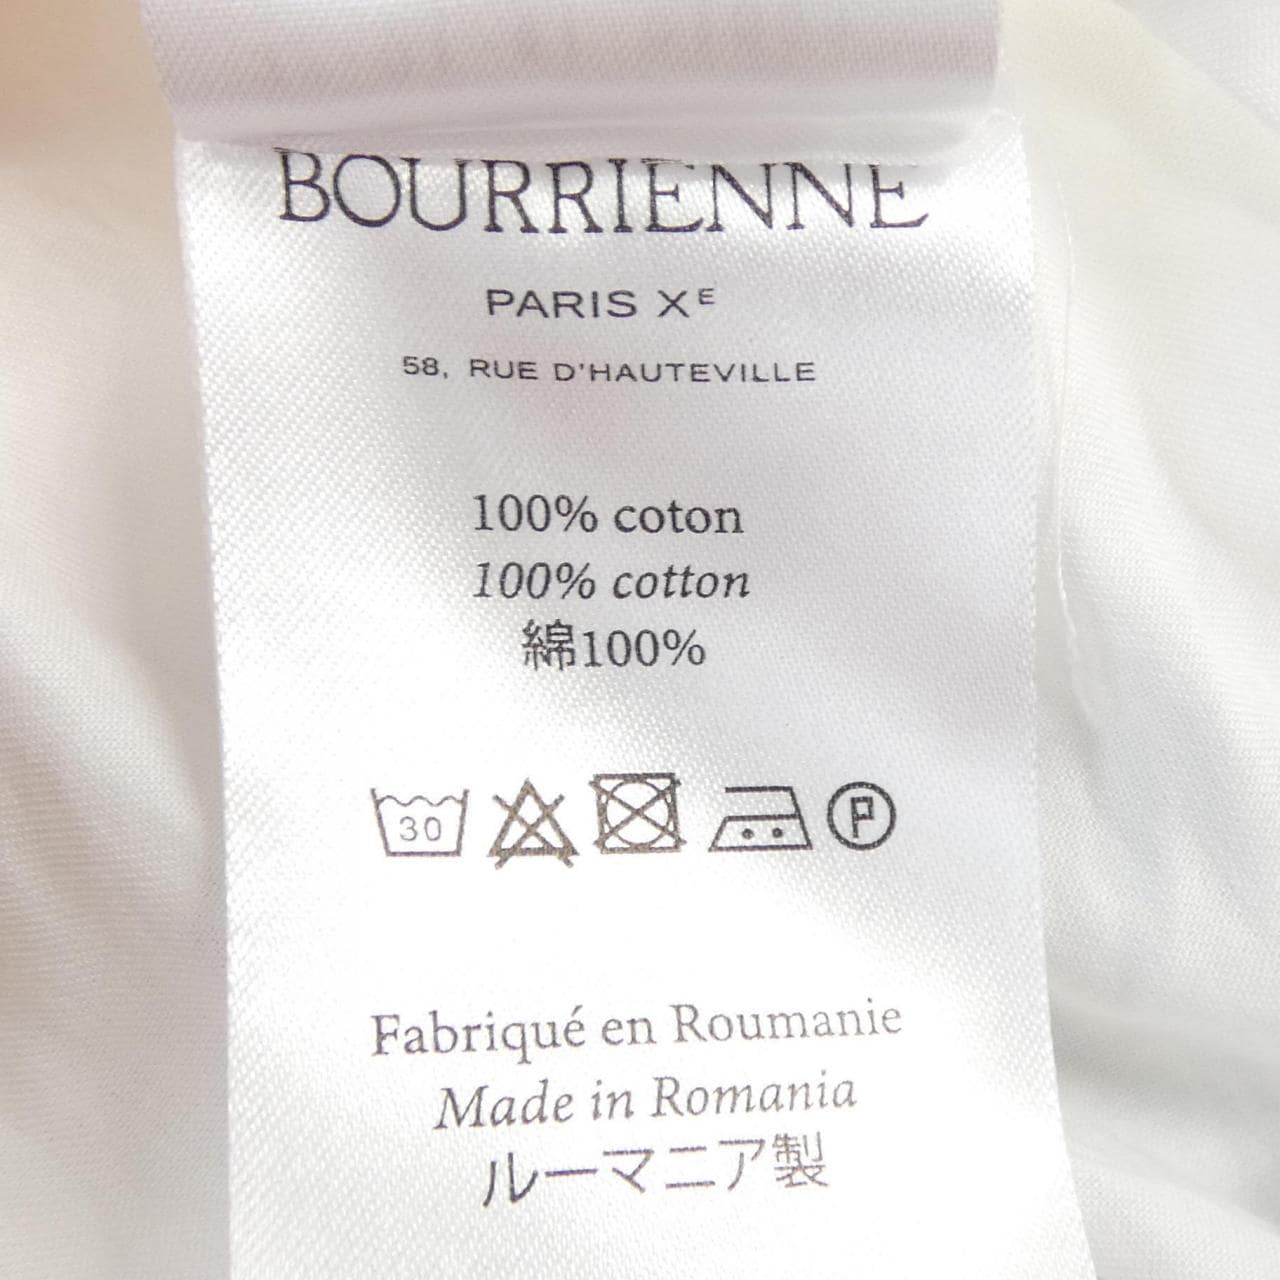 BOURRIENNE
PARIS Xᴱ
58, RUE D'HAUTEVILLE
100% coton
100% cotton
綿100%
30 P
Fabriqué en Roumanie
Made in Romania
ルーマニア製